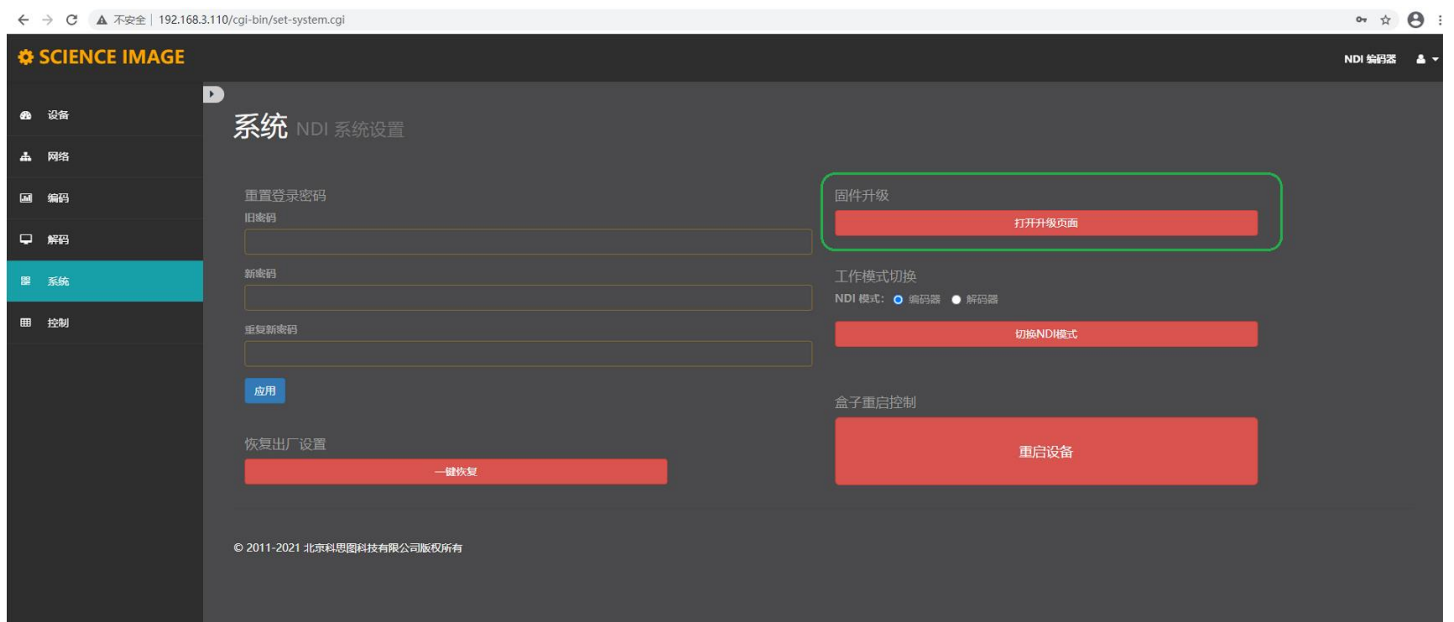 不安全 | 192.168.3.110/cgi-bin/set-system.cgi
SCIENCE IMAGE
NDI 编码器
设备
网络
编码
解码
系统
控制
系统 NDI 系统设置
重置登录密码
旧密码
新密码
重复新密码
应用
恢复出厂设置
一键恢复
固件升级
打开升级页面
工作模式切换
NDI 模式: 编码器 解码器
切换NDI模式
盒子重启控制
重启设备
© 2011-2021 北京科思图科技有限公司版权所有